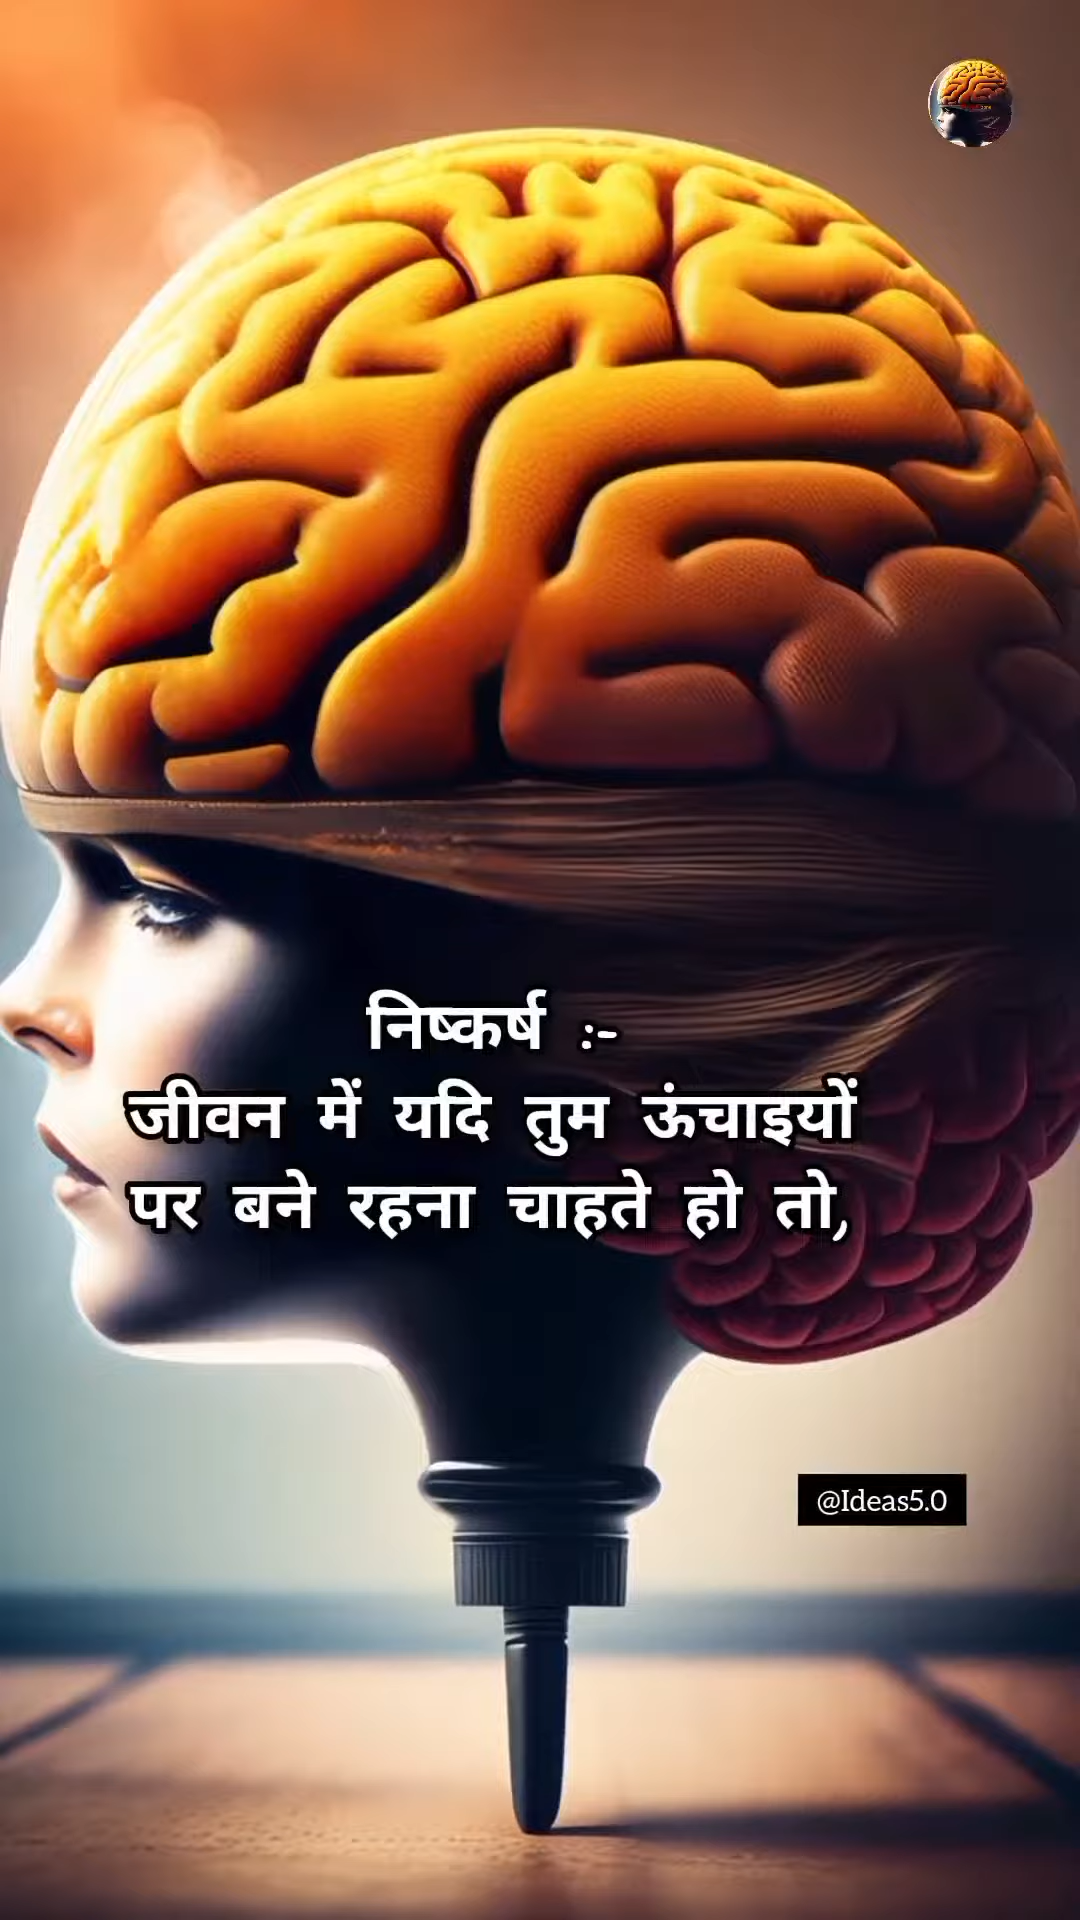 निष्कर्ष :-
जीवन में यदि तुम ऊंचाइयों
पर बने रहना चाहते हो तो,
@Ideas5.0